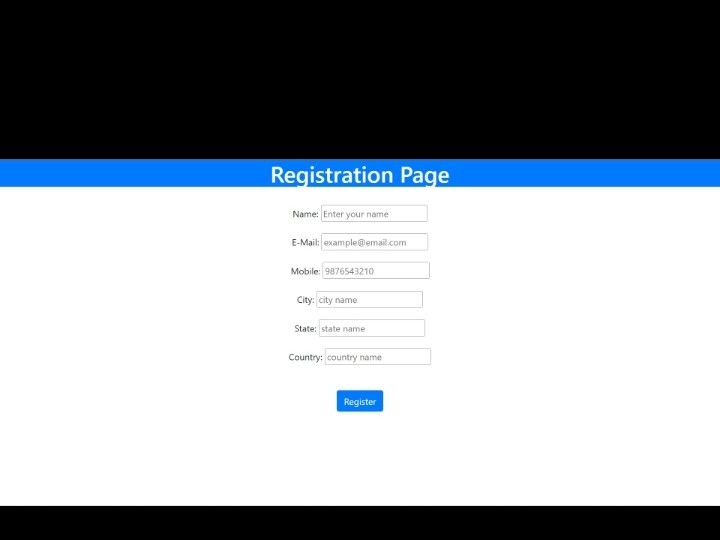 Registration Page
Name: Enter your name
E-Mail: example@email.com
Mobile: 9876543210
City: city name
State: state name
Country: country name
Register